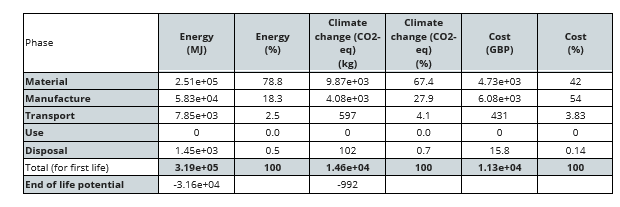 Phase Energy (MJ) Energy (%) Climate change (CO2-eq) (kg) Climate change (CO2-eq) (%) Cost (GBP) Cost (%)
Material 2.51e+05 78.8 9.87e+03 67.4 4.73e+03 42
Manufacture 5.83e+04 18.3 4.08e+03 27.9 6.08e+03 54
Transport 7.85e+03 2.5 597 4.1 431 3.83
Use 0 0.0 0 0.0 0 0
Disposal 1.45e+03 0.5 102 0.7 15.8 0.14
Total (for first life) 3.19e+05 100 1.46e+04 100 1.13e+04 100
End of life potential -3.16e+04 -992